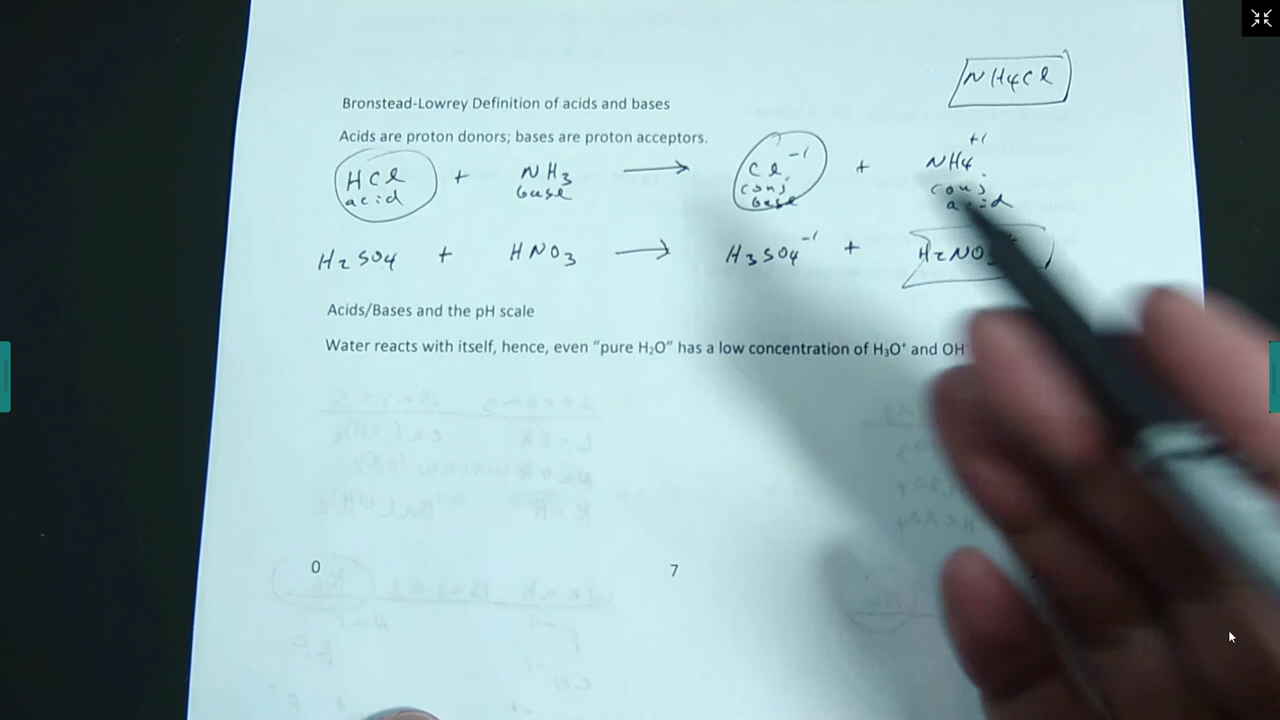 NH4Cl
Bronstead-Lowrey Definition of acids and bases
Acids are proton donors; bases are proton acceptors.
HCl + NH3 → Cl⁻¹ + NH4⁺¹
acid base conj base conj acid
H2SO4 + HNO3 → H3SO4⁻¹ + H2NO
Acids/Bases and the pH scale
Water reacts with itself, hence, even “pure H₂O” has a low concentration of H₃O⁺ and OH
0 7